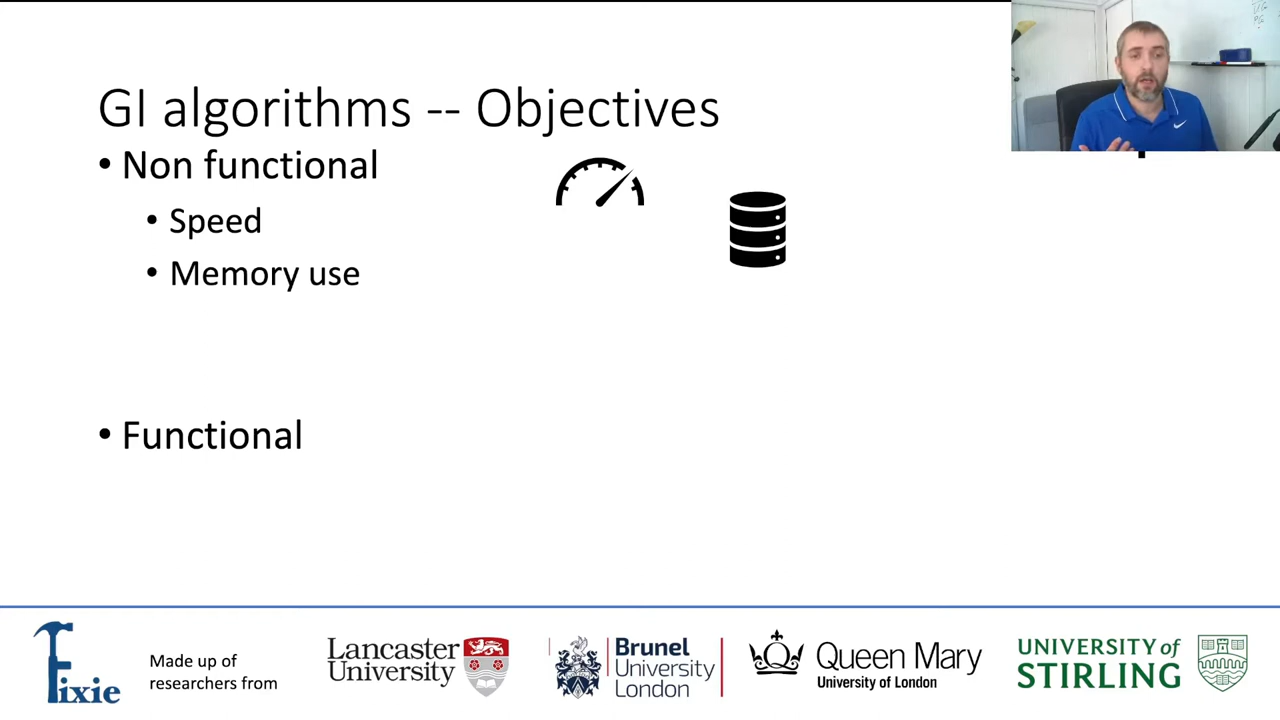 GI algorithms -- Objectives
• Non functional
• Speed
• Memory use
• Functional
Fixie
Made up of
researchers from
Lancaster
University
Brunel
University
London
Queen Mary
University of London
UNIVERSITY of
STIRLING